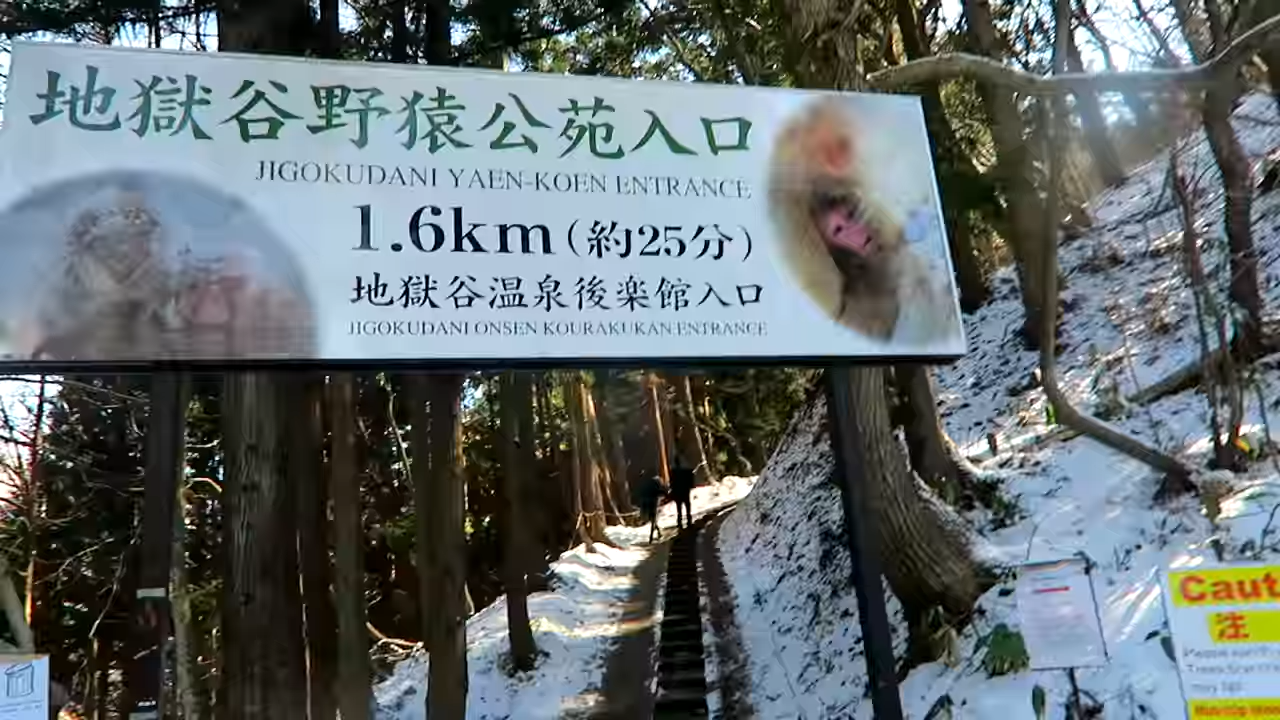 地獄谷野猿公苑入口
JIGOKUDANI YAEN-KOEN ENTRANCE
1.6km(約25分)
地獄谷温泉後楽館入口
JIGOKUDANI ONSEN KOURAKUKAN ENTRANCE
Caut
注